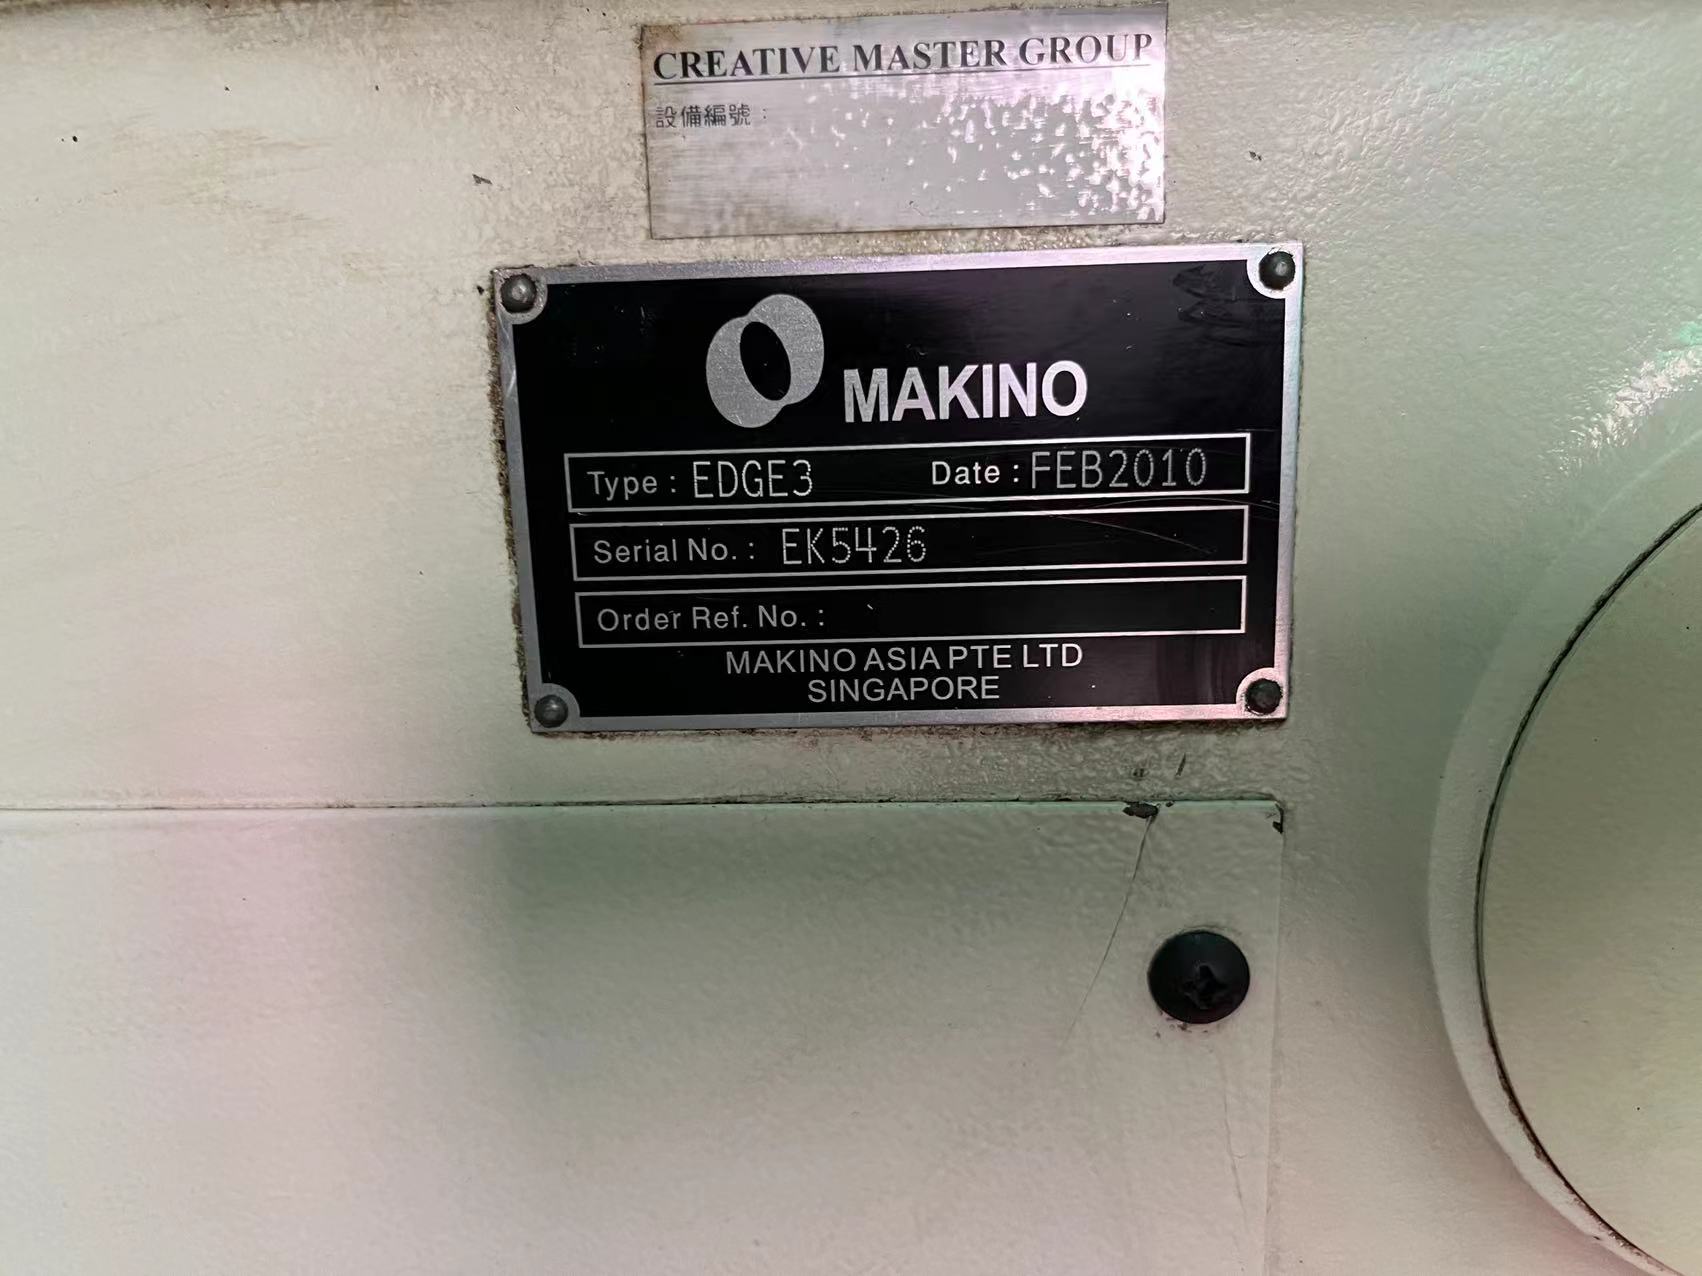 CREATIVE MASTER GROUP
設備編號：
MAKINO
Type : EDGE3 Date : FEB2010
Serial No. : EK5426
Order Ref. No. :
MAKINO ASIA PTE LTD
SINGAPORE